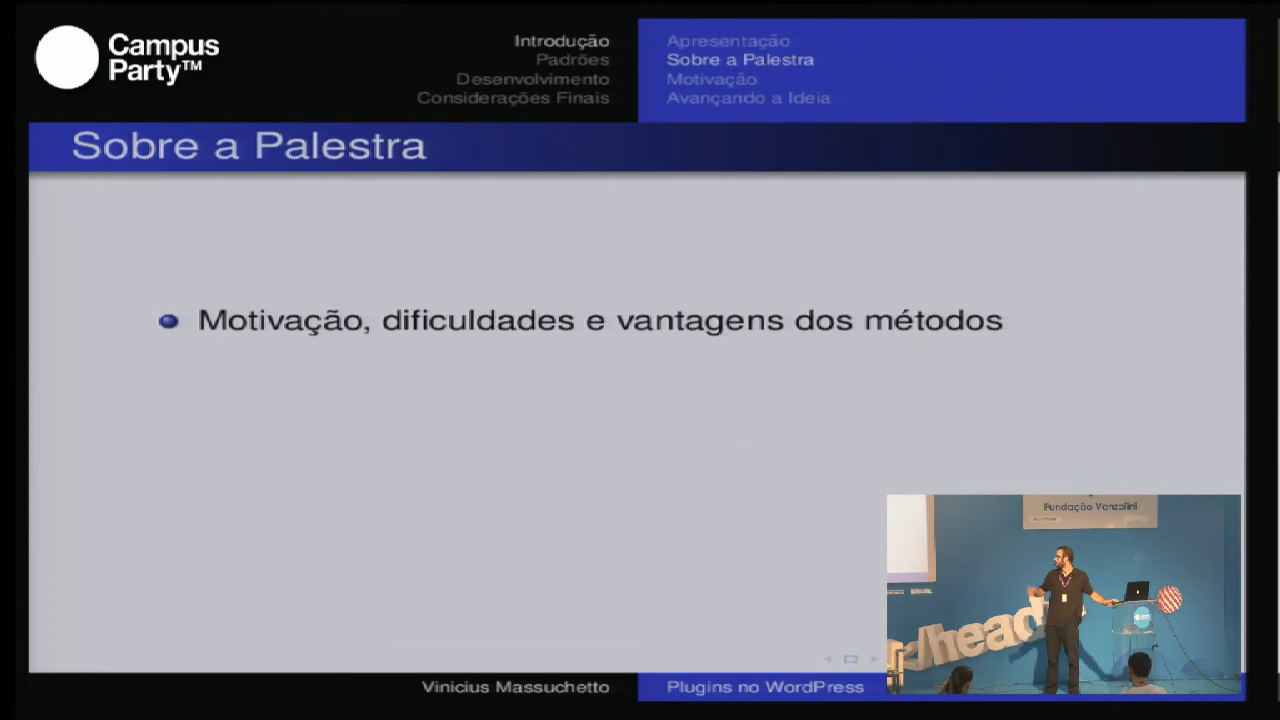 Campus
Party™
Introdução
Padrões
Desenvolvimento
Considerações Finais
Apresentação
Sobre a Palestra
Motivação
Avançando a Ideia
Sobre a Palestra
Motivação, dificuldades e vantagens dos métodos
Fundação Vanzolini
/head
Vinicius Massuchetto
Plugins no WordPress